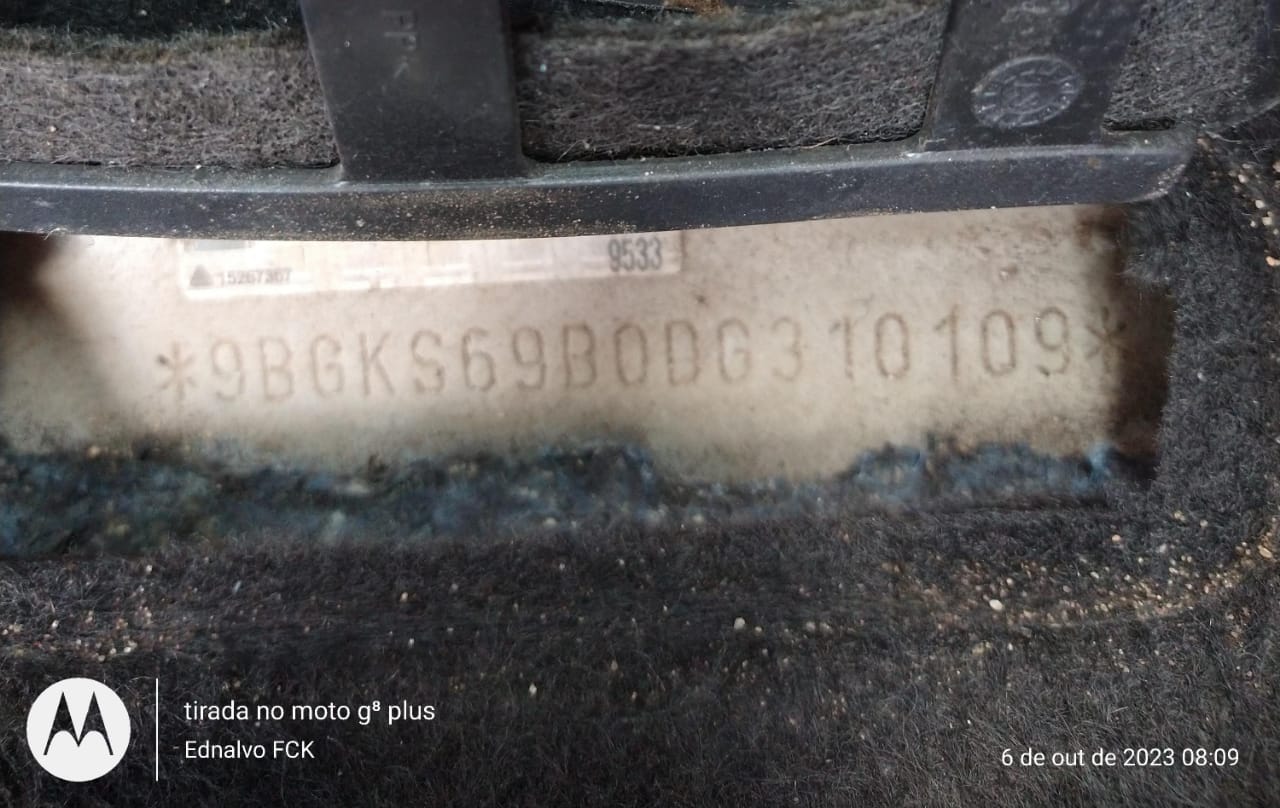 9533
15267307
*9BGKS69B0DG310109*
tirada no moto g⁸ plus
Ednalvo FCK
6 de out de 2023 08:09